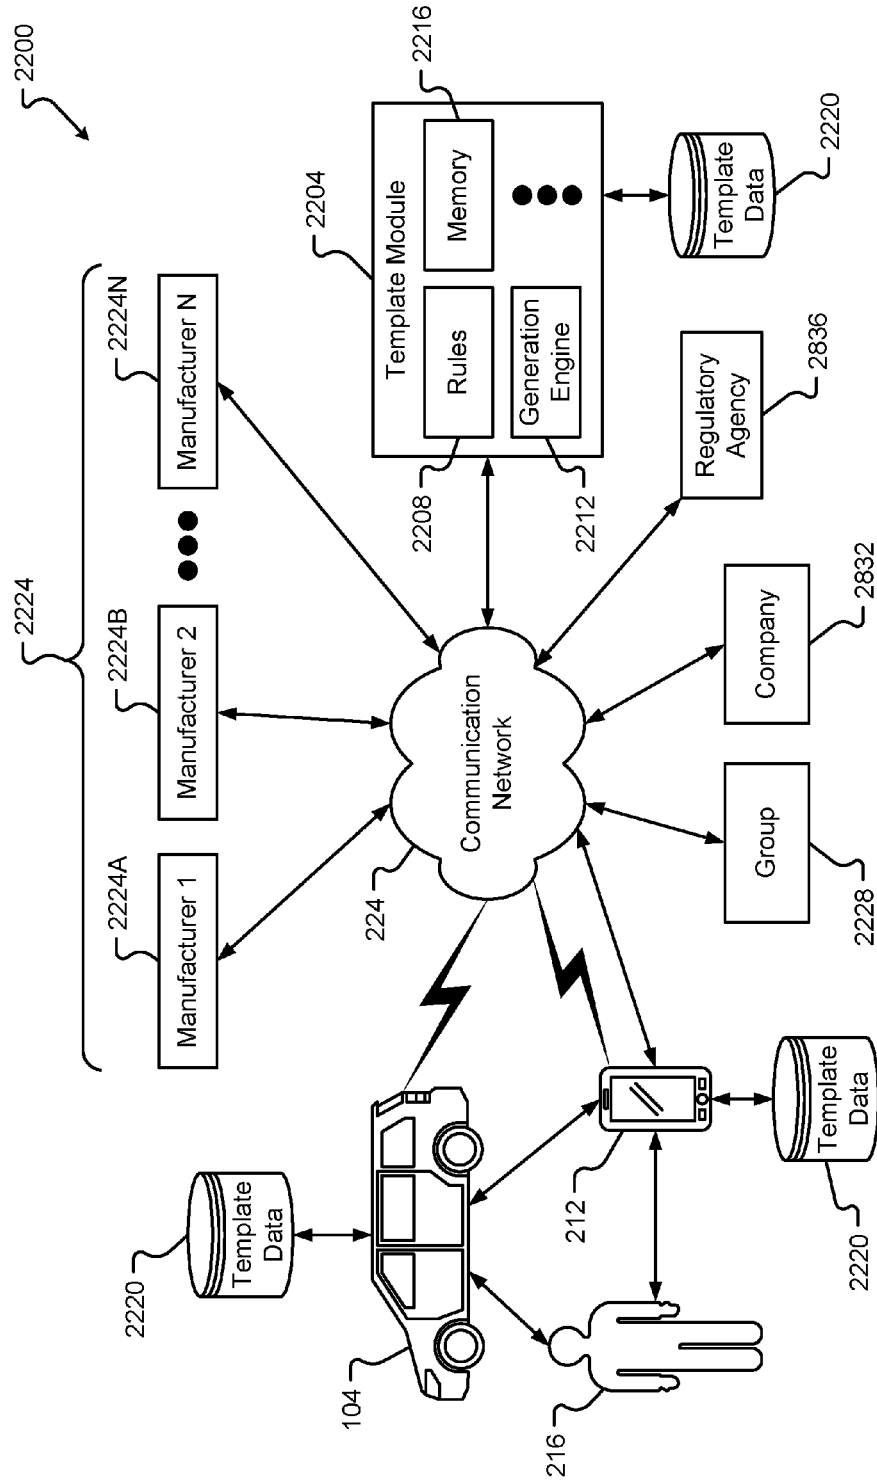 2200
2224
2224A
2224B
2224N
Manufacturer 1
Manufacturer 2
Manufacturer N
2220
Template
Data
104
224
Communication
Network
2204
Template Module
2216
2208
Rules
Memory
Generation
Engine
2212
Template
Data
2220
216
212
Template
Data
2220
Group
2228
Company
2832
Regulatory
Agency
2836